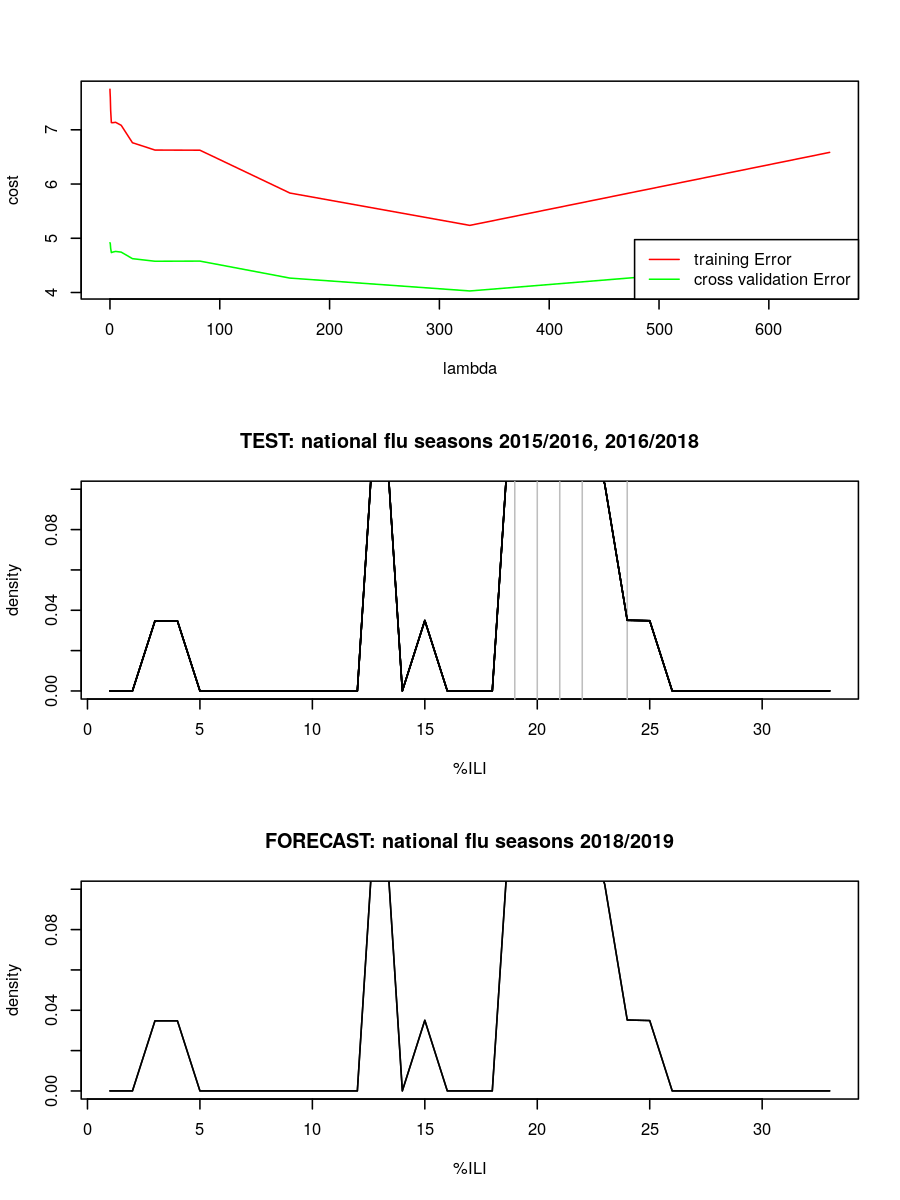 cost
4 5 6 7
training Error
cross validation Error
0 100 200 300 400 500 600
lambda
TEST: national flu seasons 2015/2016, 2016/2018
density
0.00 0.04 0.08
0 5 10 15 20 25 30
%ILI
FORECAST: national flu seasons 2018/2019
density
0.00 0.04 0.08
0 5 10 15 20 25 30
%ILI